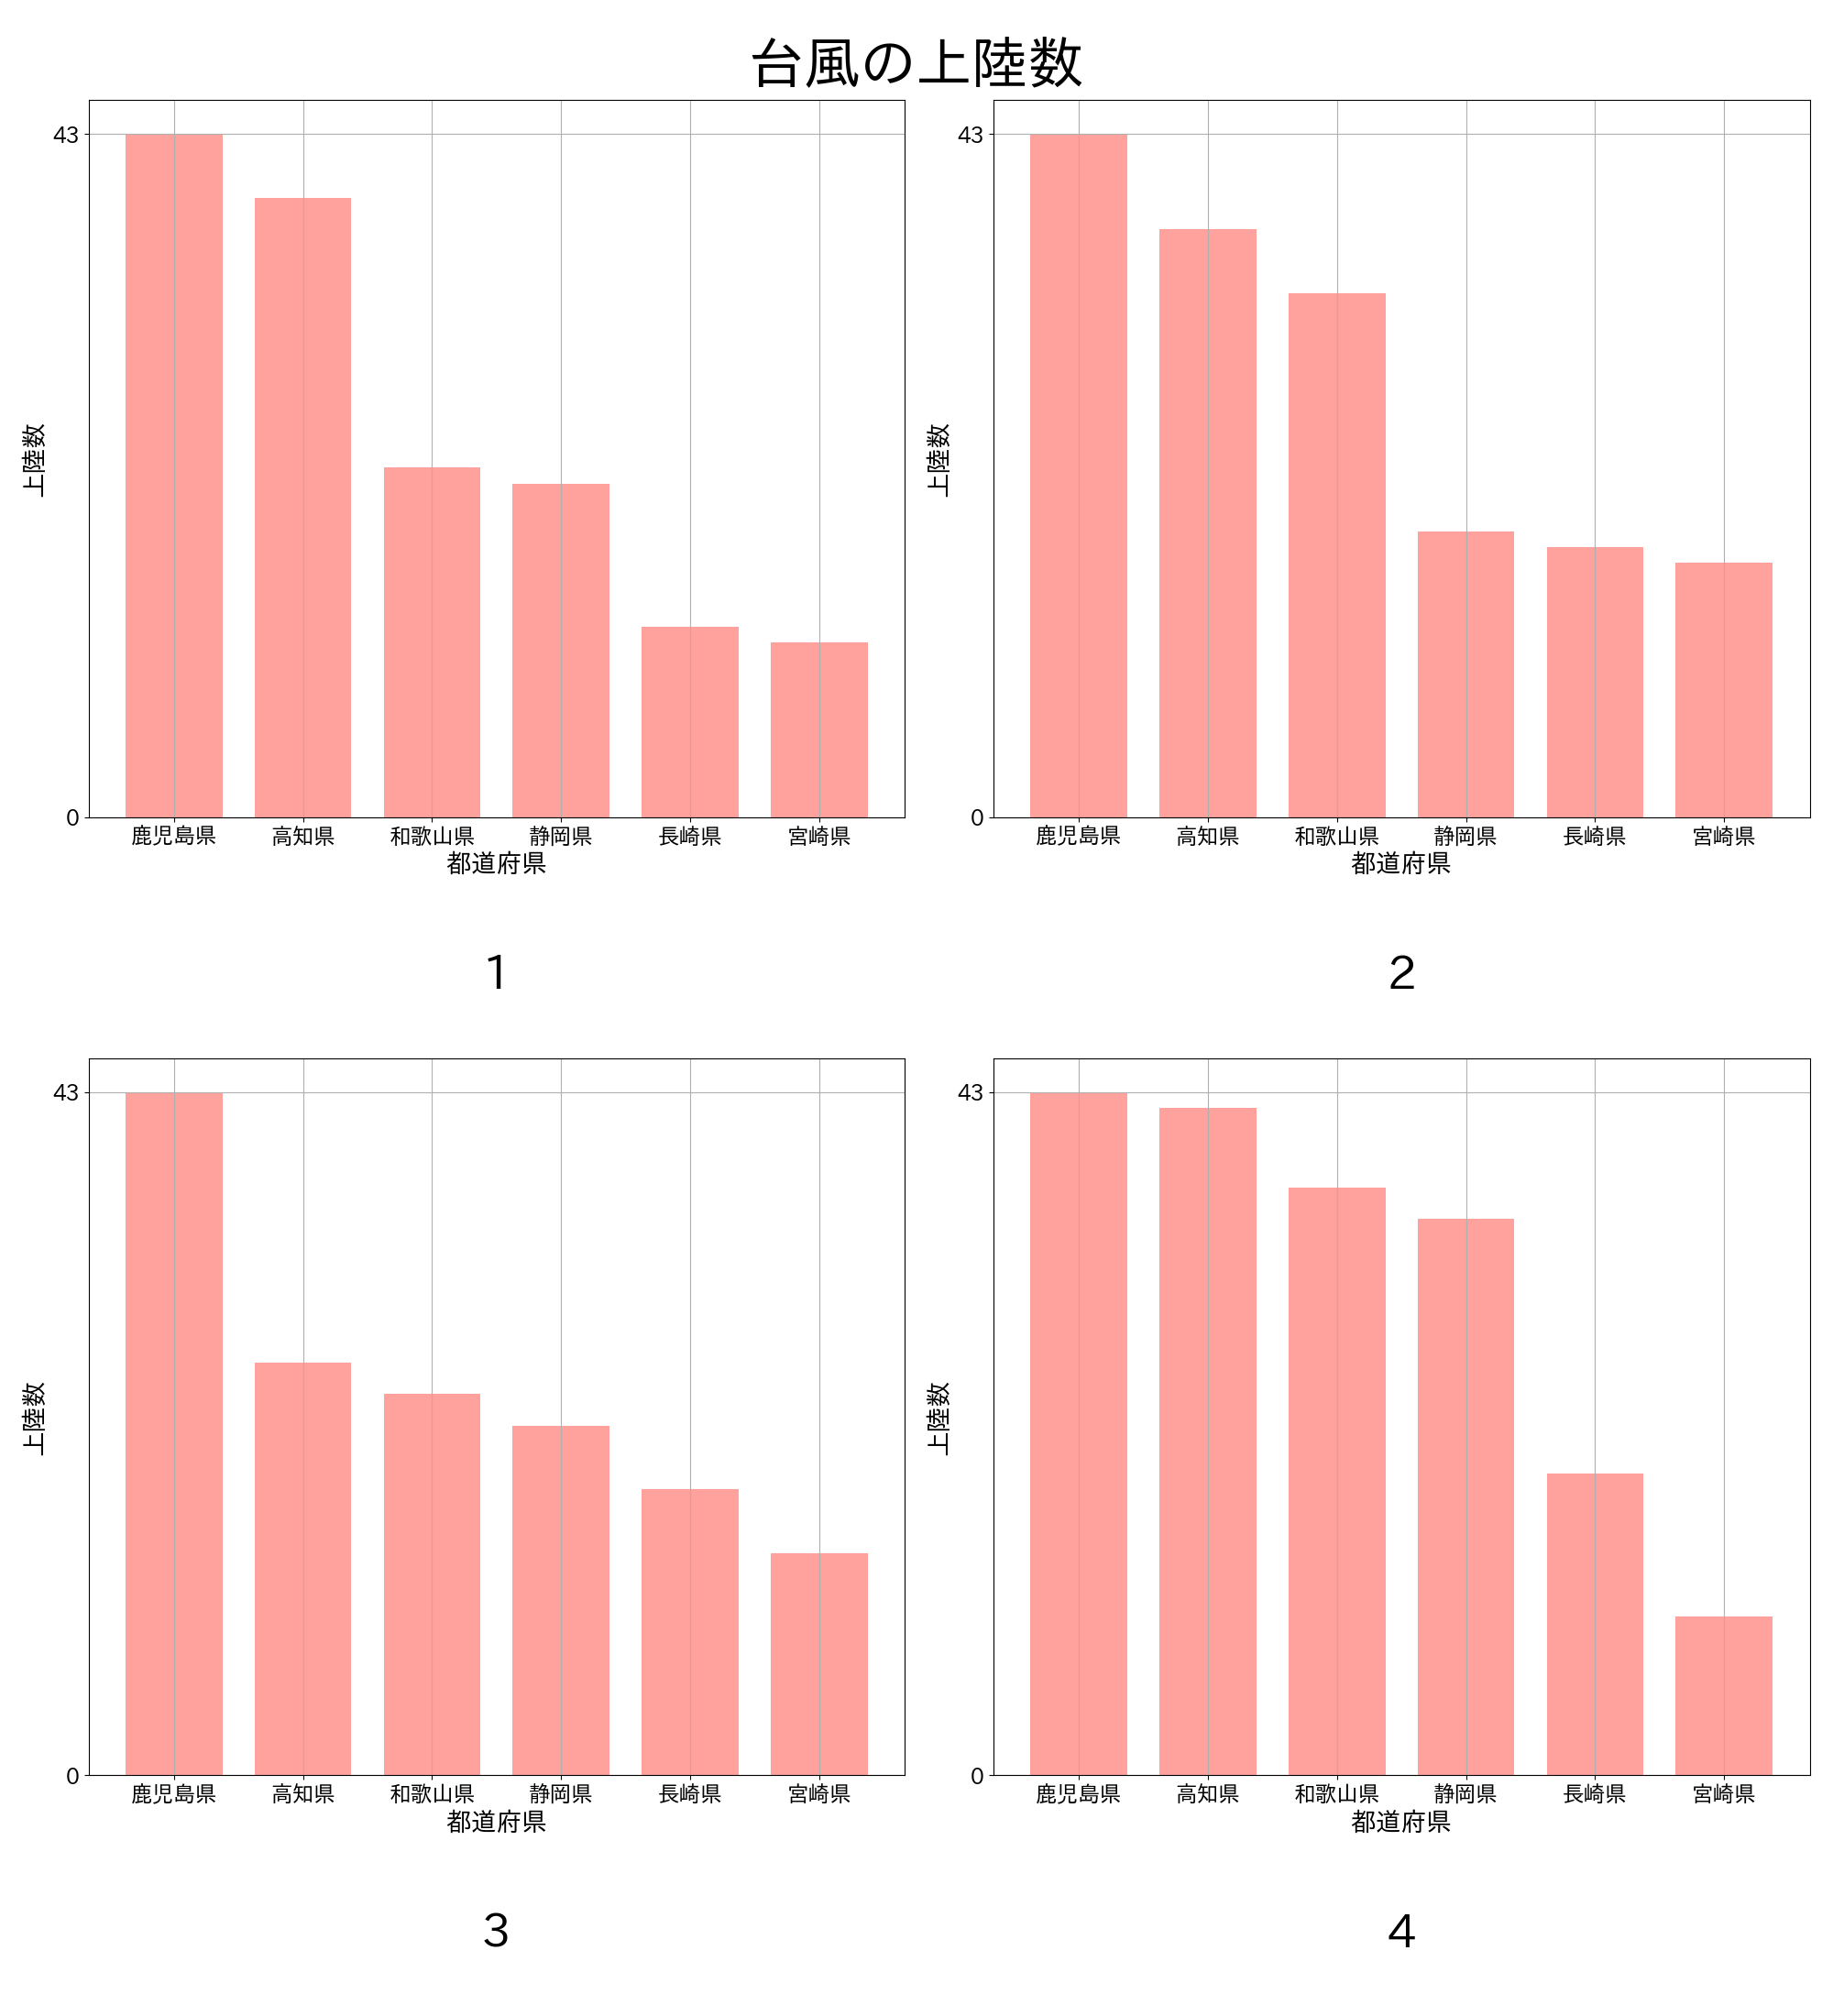 台風の上陸数
上陸数
43
0
鹿児島県 高知県 和歌山県 静岡県 長崎県 宮崎県
都道府県
1
上陸数
43
0
鹿児島県 高知県 和歌山県 静岡県 長崎県 宮崎県
都道府県
2
上陸数
43
0
鹿児島県 高知県 和歌山県 静岡県 長崎県 宮崎県
都道府県
3
上陸数
43
0
鹿児島県 高知県 和歌山県 静岡県 長崎県 宮崎県
都道府県
4